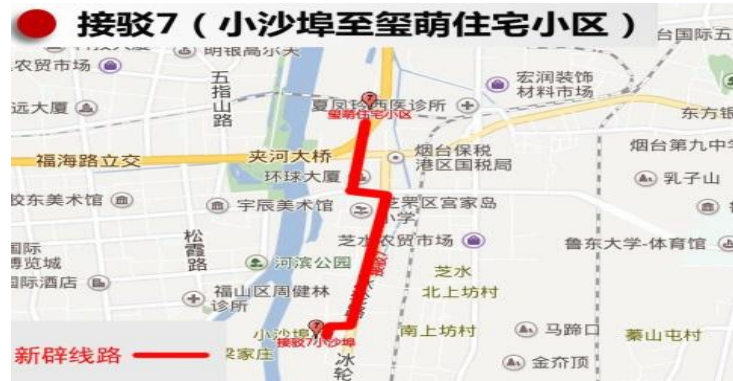 接驳7（小沙埠至玺萌住宅小区）
台国际五
明银高尔夫
农贸市场
五指山路
宏润装饰
材料市场
远大厦
夏凤玲西医诊所
玺萌住宅小区
东方银
福海路立交
夹河大桥
烟台保税
港区国税局
烟台第九中学
环球大厦
乳子山
胶东美术馆
宇辰美术馆
芝罘区宫家岛
小学
松霞路
芝水农贸市场
鲁东大学-体育馆
国际
博览城
河滨公园
芝水
国际酒店
福山区周健林
诊所
北上坊村
小沙埠
接驳7小沙埠
南上坊村
马蹄口
蓁山屯村
新辟线路
梁家庄
冰轮
金夼顶